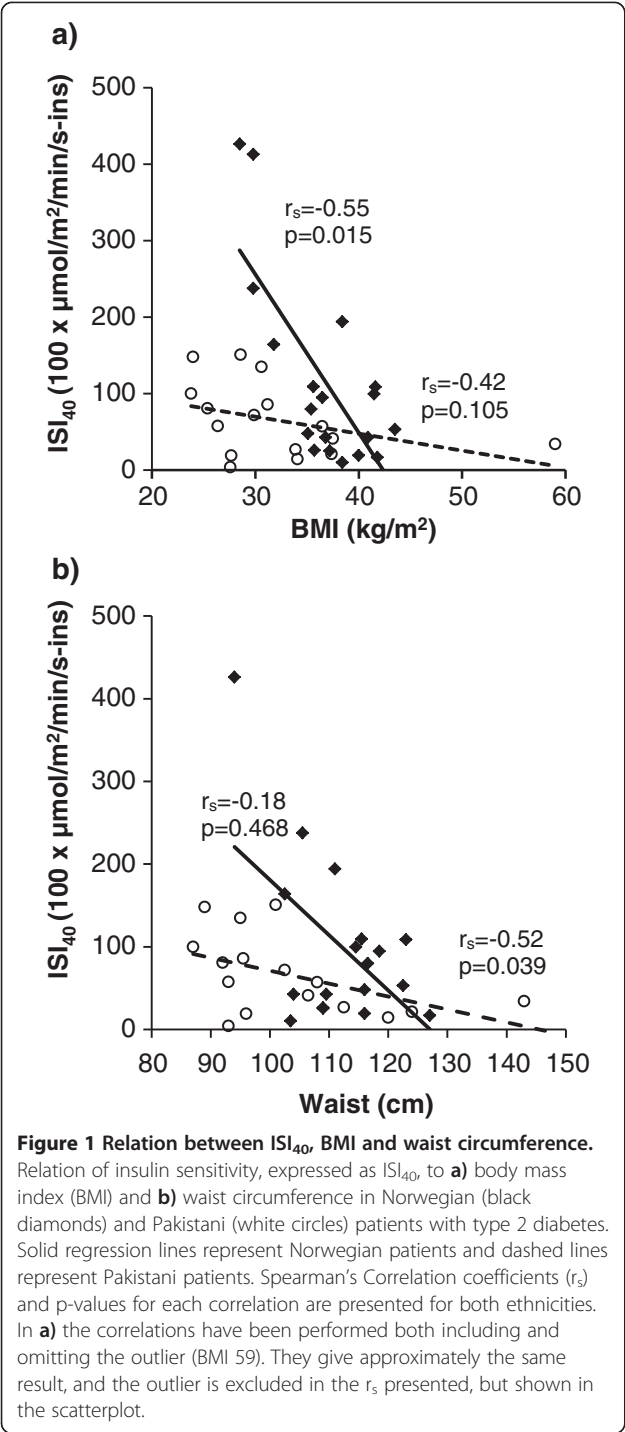 a)
500
400
300
200
100
0
ISI40 (100 x µmol/m²/min/s-ins)
rs=-0.55
p=0.015
rs=-0.42
p=0.105
20 30 40 50 60
BMI (kg/m²)
b)
500
400
300
200
100
0
ISI40 (100 x µmol/m²/min/s-ins)
rs=-0.18
p=0.468
rs=-0.52
p=0.039
80 90 100 110 120 130 140 150
Waist (cm)
Figure 1 Relation between ISI40, BMI and waist circumference.
Relation of insulin sensitivity, expressed as ISI40, to a) body mass
index (BMI) and b) waist circumference in Norwegian (black
diamonds) and Pakistani (white circles) patients with type 2 diabetes.
Solid regression lines represent Norwegian patients and dashed lines
represent Pakistani patients. Spearman's Correlation coefficients (rs)
and p-values for each correlation are presented for both ethnicities.
In a) the correlations have been performed both including and
omitting the outlier (BMI 59). They give approximately the same
result, and the outlier is excluded in the rs presented, but shown in
the scatterplot.